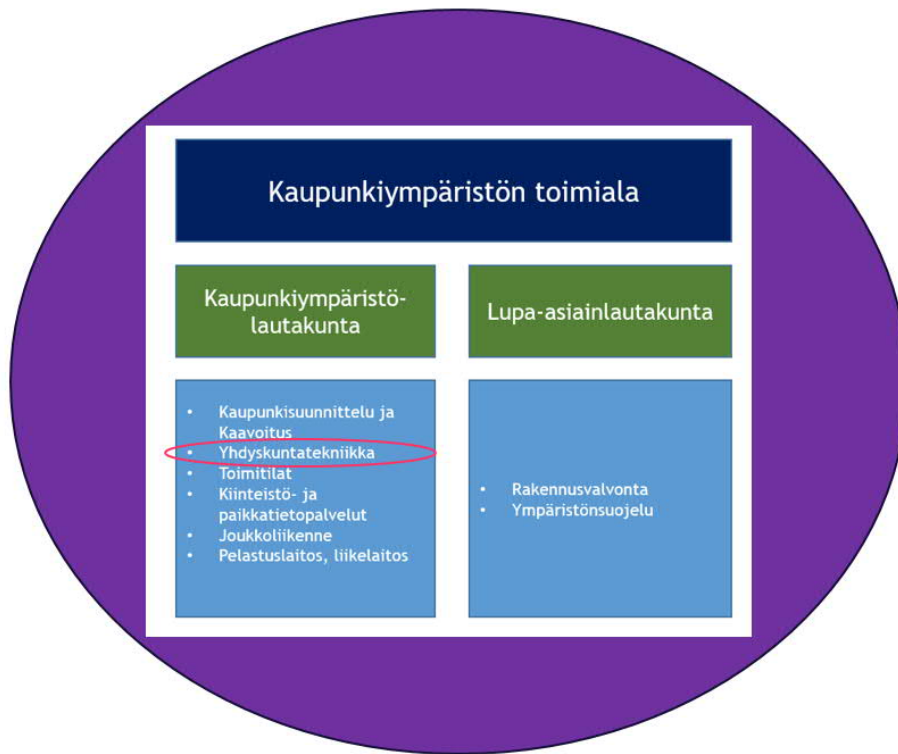 Kaupunkiympäristön toimiala
Kaupunkiympäristö-
lautakunta
Lupa-asiainlautakunta
• Kaupunkisuunnittelu ja
Kaavoitus
• Yhdyskuntatekniikka
• Toimitilat
• Kiinteistö- ja
paikkatietopalvelut
• Joukkoliikenne
• Pelastuslaitos, liikelaitos
• Rakennusvalvonta
• Ympäristönsuojelu